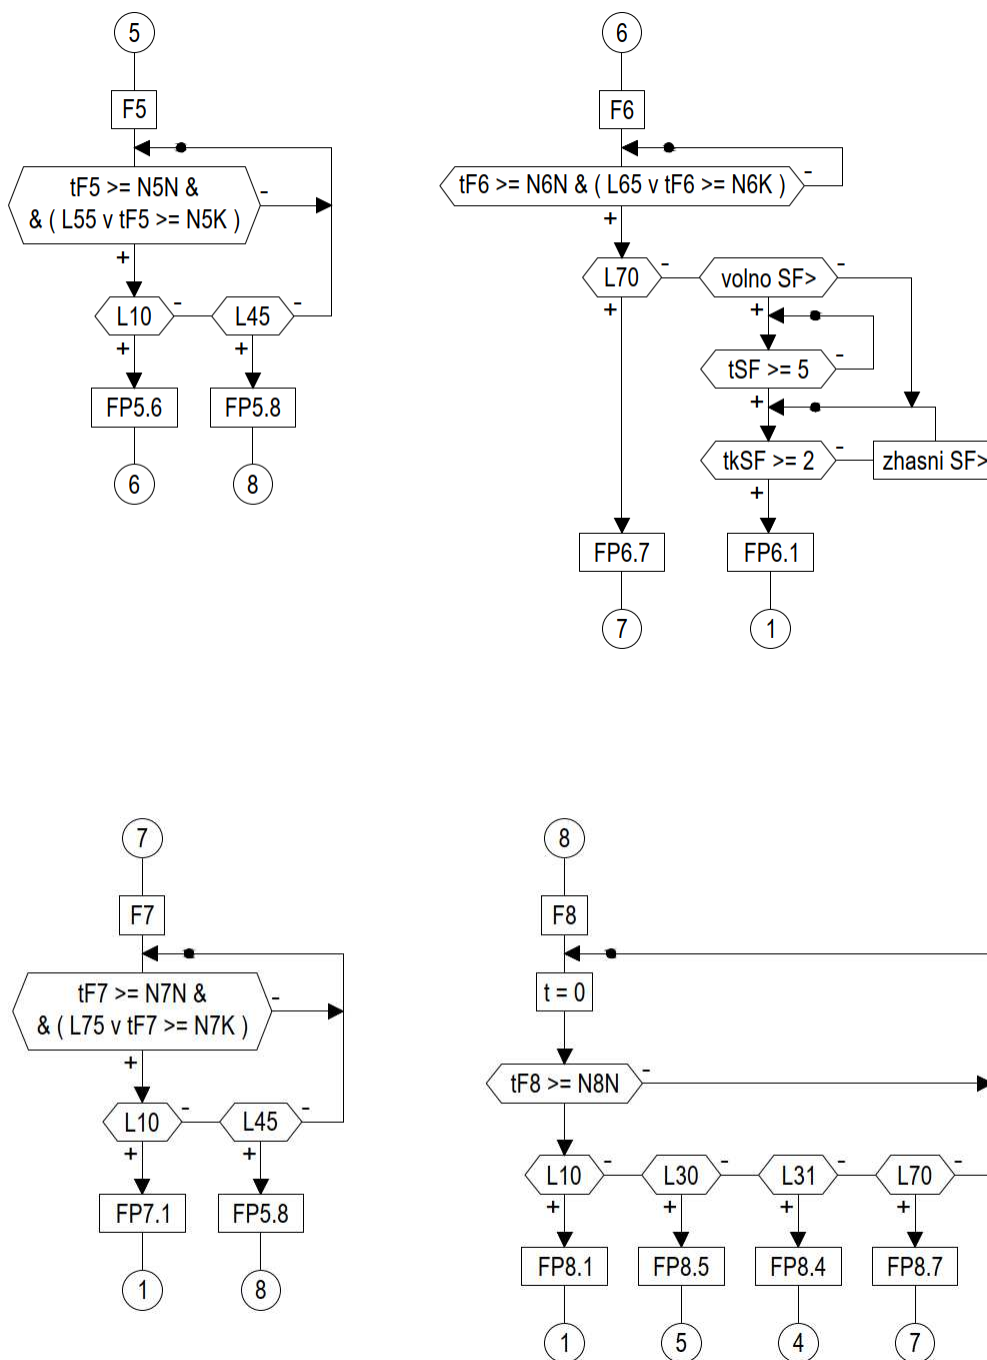 5
F5
tF5 >= N5N &
& ( L55 v tF5 >= N5K )
-
+
L10
-
L45
-
+
+
FP5.6
FP5.8
6
8
6
F6
tF6 >= N6N & ( L65 v tF6 >= N6K )
-
+
L70
-
volno SF>
-
+
+
tSF >= 5
-
+
tkSF >= 2
-
zhasni SF>
+
FP6.7
FP6.1
7
1
7
F7
tF7 >= N7N &
& ( L75 v tF7 >= N7K )
-
+
L10
-
L45
-
+
+
FP7.1
FP5.8
1
8
8
F8
t = 0
tF8 >= N8N
-
L10
-
L30
-
L31
-
L70
-
+
+
+
+
FP8.1
FP8.5
FP8.4
FP8.7
1
5
4
7